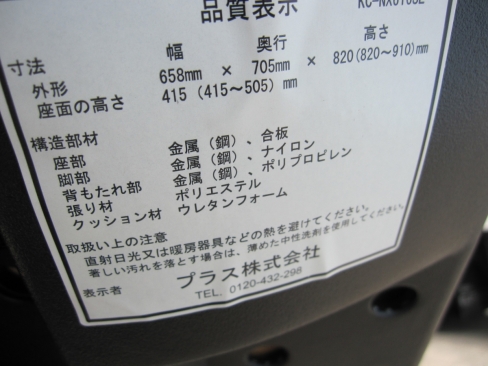 品質表示
幅 奥行 高さ
寸法
外形 658mm × 705mm × 820(820～910)mm
座面の高さ 415(415～505)mm
構造部材
座部 金属(鋼)、合板
脚部 金属(鋼)、ナイロン
背もたれ部 金属(鋼)、ポリプロピレン
張り材 ポリエステル
クッション材 ウレタンフォーム
取扱い上の注意
直射日光又は暖房器具などの熱を避けてください。
著しい汚れを落とす場合は、薄めた中性洗剤を使用してください。
表示者 プラス株式会社
TEL. 0120-432-298